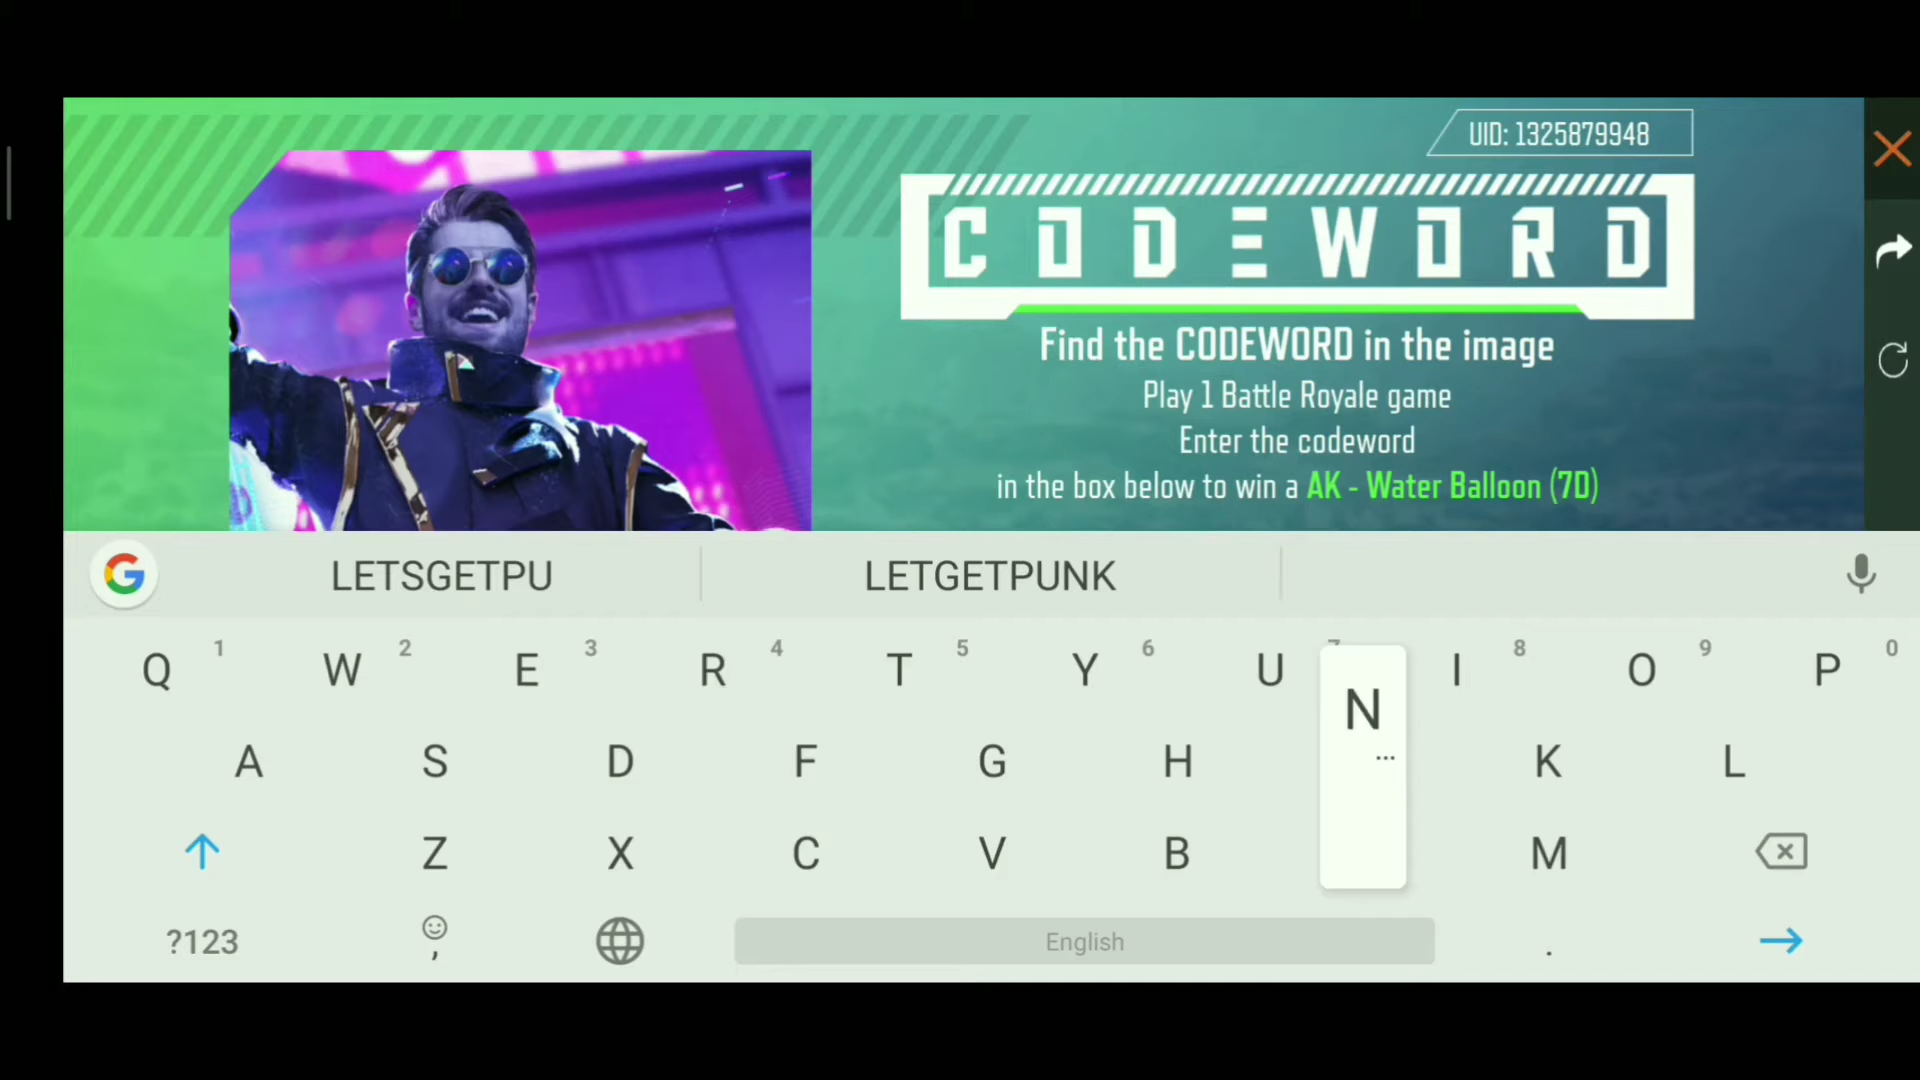 UID: 1325879948
CODEWORD
Find the CODEWORD in the image
Play 1 Battle Royale game
Enter the codeword
in the box below to win a AK - Water Balloon (7D)
G LETSGETPU LETGETPUNK
1 2 3 4 5 6 7 8 9 0
Q W E R T Y U I O P
N
...
A S D F G H K L
Z X C V B M
?123 , English .